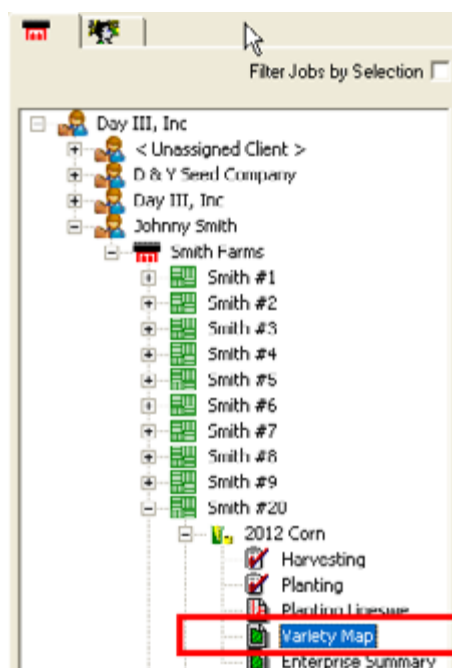 Filter Jobs by Selection
Day III, Inc
< Unassigned Client >
D & Y Seed Company
Day III, Inc
Johnny Smith
Smith Farms
Smith #1
Smith #2
Smith #3
Smith #4
Smith #5
Smith #6
Smith #7
Smith #8
Smith #9
Smith #20
2012 Corn
Harvesting
Planting
Planting
Variety Map
Enterprise Summary